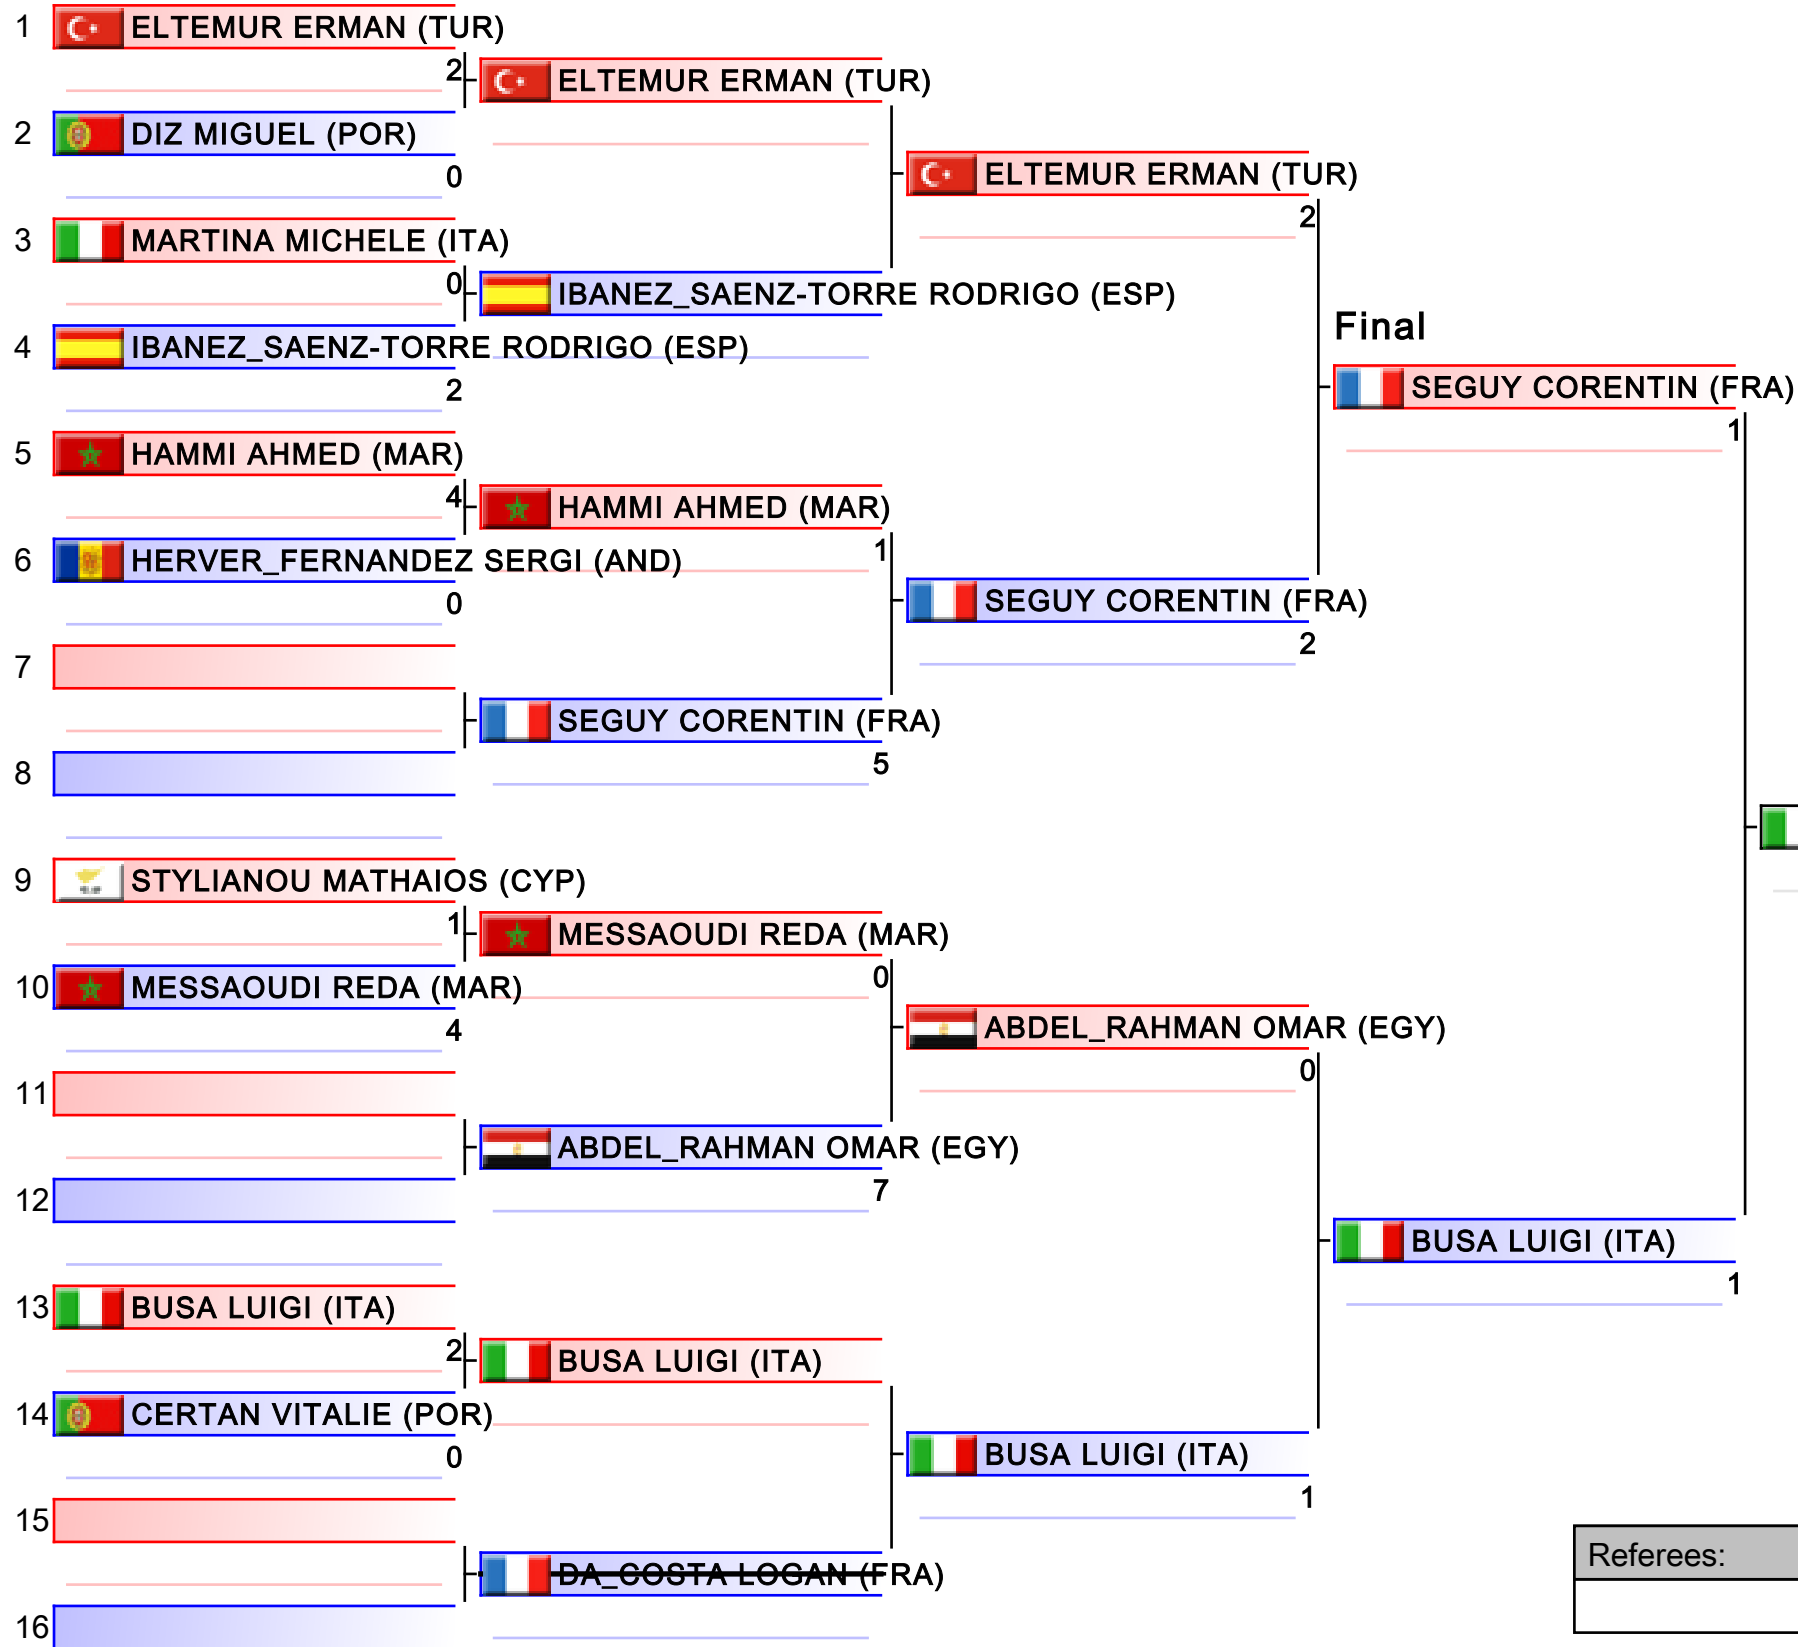 1 ELTEMUR ERMAN (TUR)
2
ELTEMUR ERMAN (TUR)
2 DIZ MIGUEL (POR)
0
ELTEMUR ERMAN (TUR)
2
3 MARTINA MICHELE (ITA)
0
IBANEZ_SAENZ-TORRE RODRIGO (ESP)
4 IBANEZ_SAENZ-TORRE RODRIGO (ESP)
2
Final
SEGUY CORENTIN (FRA)
1
5 HAMMI AHMED (MAR)
4
HAMMI AHMED (MAR)
1
6 HERVER_FERNANDEZ SERGI (AND)
0
SEGUY CORENTIN (FRA)
2
7
SEGUY CORENTIN (FRA)
5
8
9 STYLIANOU MATHAIOS (CYP)
1
MESSAOUDI REDA (MAR)
0
10 MESSAOUDI REDA (MAR)
4
ABDEL_RAHMAN OMAR (EGY)
0
11
ABDEL_RAHMAN OMAR (EGY)
7
12
BUSA LUIGI (ITA)
1
13 BUSA LUIGI (ITA)
2
BUSA LUIGI (ITA)
14 CERTAN VITALIE (POR)
0
BUSA LUIGI (ITA)
1
15
DA_COSTA LOGAN (FRA)
16
Referees: